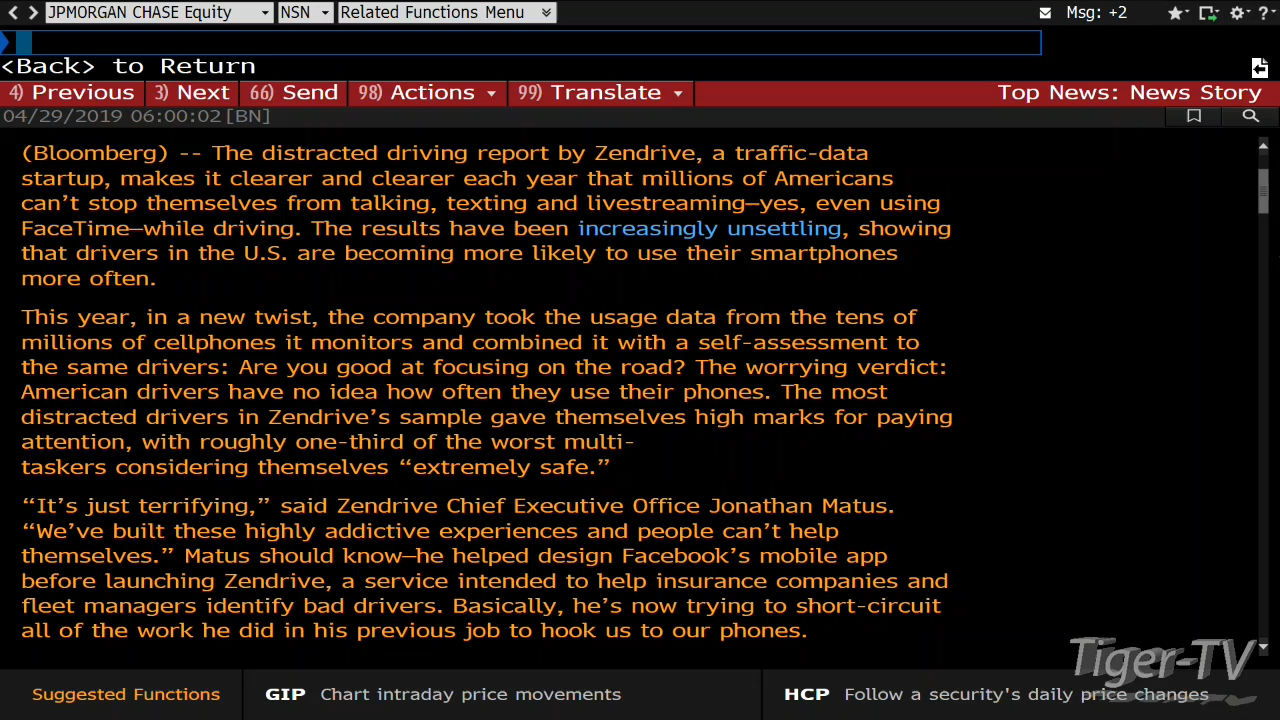 JPMORGAN CHASE Equity NSN Related Functions Menu Msg: +2 ?
<Back> to Return
4) Previous 3) Next 66) Send 98) Actions 99) Translate Top News: News Story
04/29/2019 06:00:02[BN]
(Bloomberg) -- The distracted driving report by Zendrive, a traffic-data
startup, makes it clearer and clearer each year that millions of Americans
can’t stop themselves from talking, texting and livestreaming—yes, even using
FaceTime—while driving. The results have been increasingly unsettling, showing
that drivers in the U.S. are becoming more likely to use their smartphones
more often.
This year, in a new twist, the company took the usage data from the tens of
millions of cellphones it monitors and combined it with a self-assessment to
the same drivers: Are you good at focusing on the road? The worrying verdict:
American drivers have no idea how often they use their phones. The most
distracted drivers in Zendrive’s sample gave themselves high marks for paying
attention, with roughly one-third of the worst multi-
taskers considering themselves “extremely safe.”
“It’s just terrifying,” said Zendrive Chief Executive Office Jonathan Matus.
“We’ve built these highly addictive experiences and people can’t help
themselves.” Matus should know—he helped design Facebook’s mobile app
before launching Zendrive, a service intended to help insurance companies and
fleet managers identify bad drivers. Basically, he’s now trying to short-circuit
all of the work he did in his previous job to hook us to our phones.
Tiger-TV
Suggested Functions GIP Chart intraday price movements HCP Follow a security's daily price changes